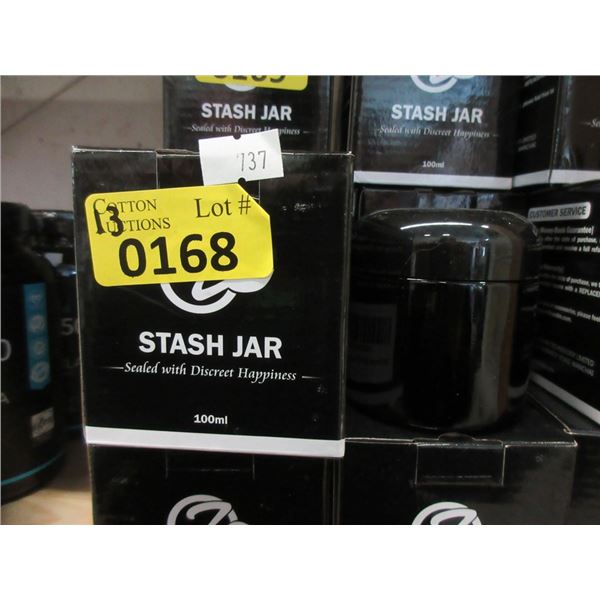 0169
STASH JAR
Sealed with Discreet Happiness
STASH JAR
Sealed with Discreet Happiness
100ml
737
13
COTTON
AUCTIONS
Lot #
0168
STASH JAR
Sealed with Discreet Happiness
100ml
CUSTOMER SERVICE